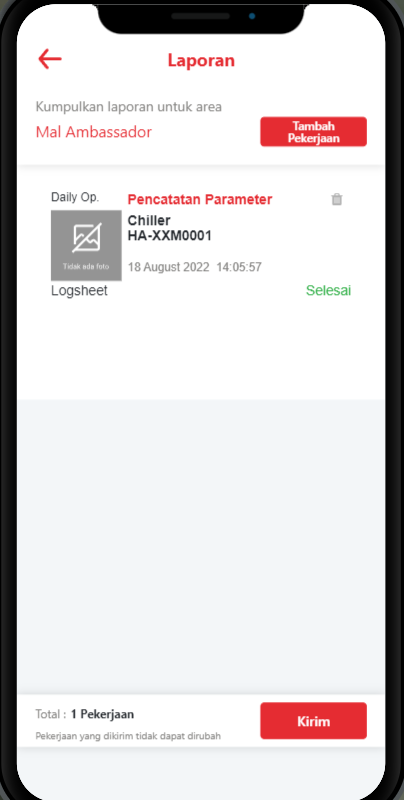 Laporan
Kumpulkan laporan untuk area
Mal Ambassador
Tambah
Pekerjaan
Daily Op.
Pencatatan Parameter
Chiller
HA-XXM0001
Tidak ada foto
18 August 2022 14:05:57
Logsheet
Selesai
Total : 1 Pekerjaan
Kirim
Pekerjaan yang dikirim tidak dapat dirubah